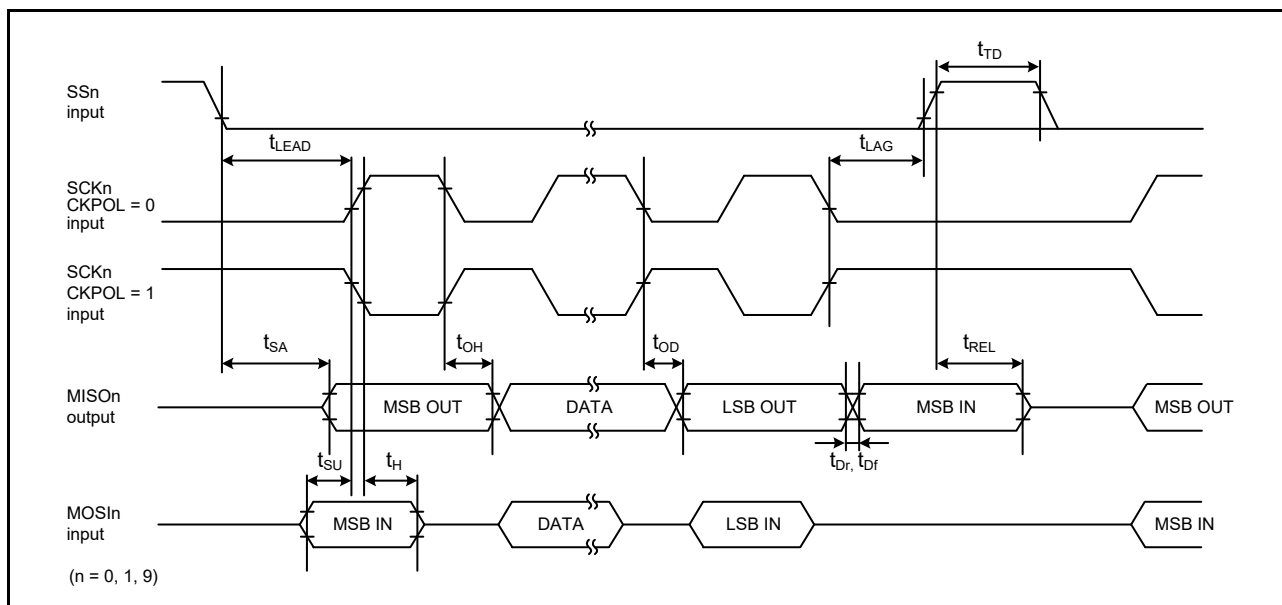 tTD
SSn
input
tLEAD
tLAG
SCKn
CKPOL = 0
input
SCKn
CKPOL = 1
input
tSA
tOH
tOD
tREL
MISOn
output
MSB OUT
DATA
LSB OUT
MSB IN
MSB OUT
tSU
tH
tDr, tDf
MOSIn
input
MSB IN
DATA
LSB IN
MSB IN
(n = 0, 1, 9)